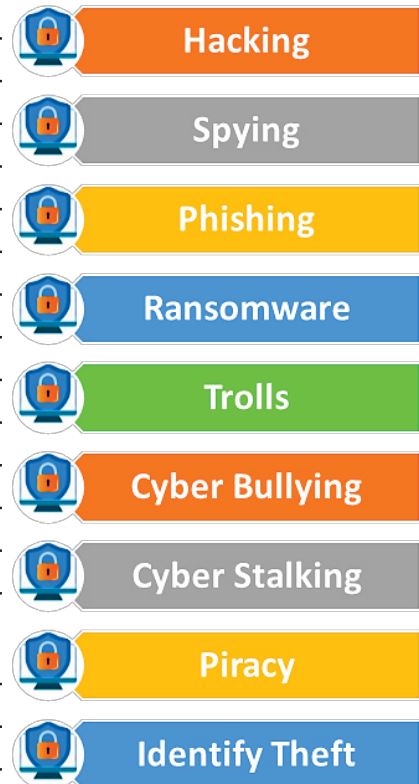 Hacking
Spying
Phishing
Ransomware
Trolls
Cyber Bullying
Cyber Stalking
Piracy
Identify Theft